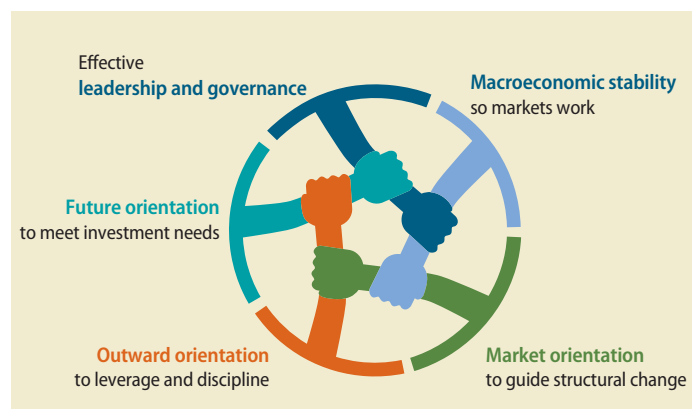 Effective
leadership and governance
Macroeconomic stability
so markets work
Future orientation
to meet investment needs
Outward orientation
to leverage and discipline
Market orientation
to guide structural change